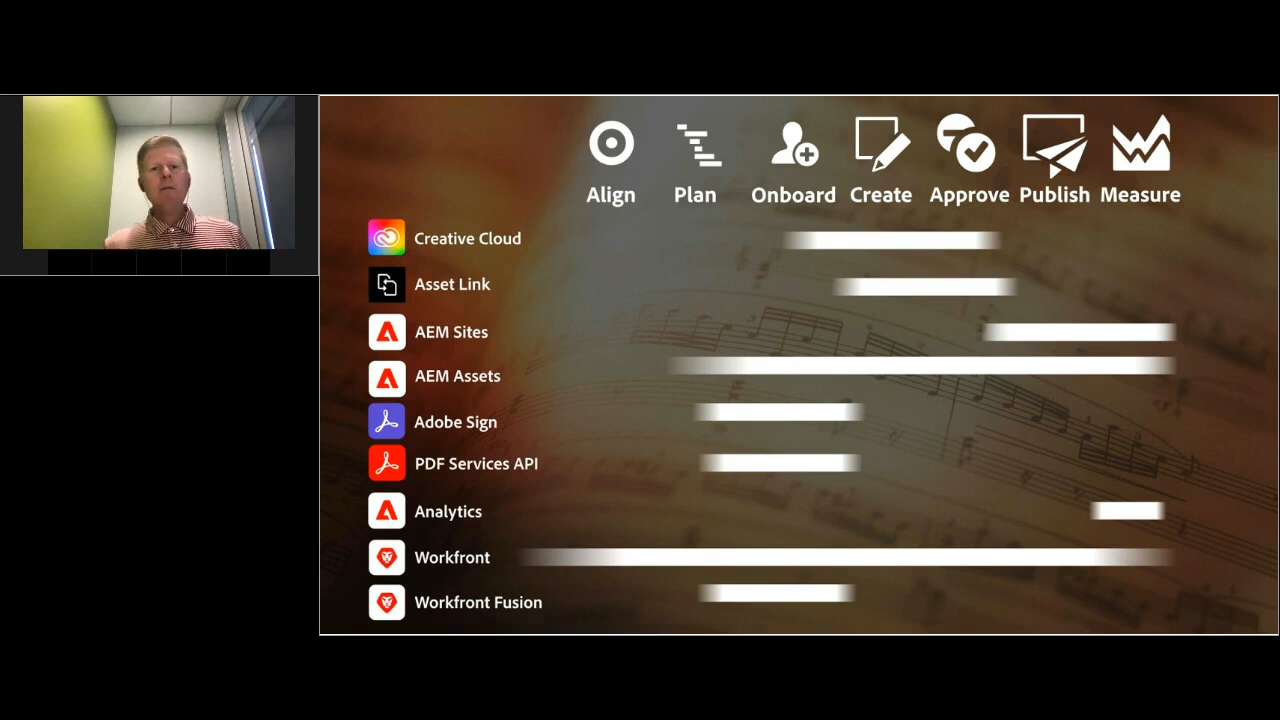 Align Plan Onboard Create Approve Publish Measure
Creative Cloud
Asset Link
AEM Sites
AEM Assets
Adobe Sign
PDF Services API
Analytics
Workfront
Workfront Fusion